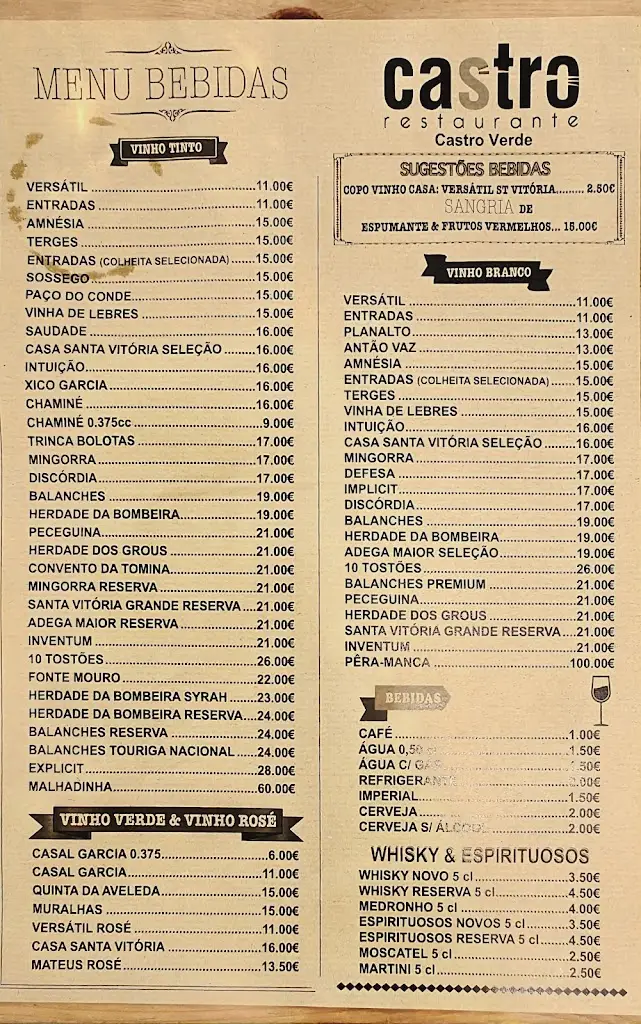 MENU BEBIDAS
VINHO TINTO
VERSÁTIL 11.00€
ENTRADAS 11.00€
AMNÉSIA 15.00€
TERGES 15.00€
ENTRADAS (COLHEITA SELECIONADA) 15.00€
SOSSEGO 15.00€
PAÇO DO CONDE 15.00€
VINHA DE LEBRES 15.00€
SAUDADE 16.00€
CASA SANTA VITÓRIA SELEÇÃO 16.00€
INTUIÇÃO 16.00€
XICO GARCIA 16.00€
CHAMINÉ 16.00€
CHAMINÉ 0.375cc 9.00€
TRINCA BOLOTAS 17.00€
MINGORRA 17.00€
DISCÓRDIA 17.00€
BALANCHES 19.00€
HERDADE DA BOMBEIRA 19.00€
PECEGUINA 21.00€
HERDADE DOS GROUS 21.00€
CONVENTO DA TOMINA 21.00€
MINGORRA RESERVA 21.00€
SANTA VITÓRIA GRANDE RESERVA 21.00€
ADEGA MAIOR RESERVA 21.00€
INVENTUM 21.00€
10 TOSTÕES 26.00€
FONTE MOURO 22.00€
HERDADE DA BOMBEIRA SYRAH 23.00€
HERDADE DA BOMBEIRA RESERVA 24.00€
BALANCHES RESERVA 24.00€
BALANCHES TOURIGA NACIONAL 24.00€
EXPLICIT 28.00€
MALHADINHA 60.00€
VINHO VERDE & VINHO ROSÉ
CASAL GARCIA 0.375 6.00€
CASAL GARCIA 11.00€
QUINTA DA AVELEDA 15.00€
MURALHAS 15.00€
VERSÁTIL ROSÉ 11.00€
CASA SANTA VITÓRIA 16.00€
MATEUS ROSÉ 13.50€
castro
restaurante
Castro Verde
SUGESTÕES BEBIDAS
COPO VINHO CASA: VERSÁTIL ST VITÓRIA 2.50€
SANGRIA DE
ESPUMANTE & FRUTOS VERMELHOS 15.00€
VINHO BRANCO
VERSÁTIL 11.00€
ENTRADAS 11.00€
PLANALTO 13.00€
ANTÃO VAZ 13.00€
AMNÉSIA 15.00€
ENTRADAS (COLHEITA SELECIONADA) 15.00€
TERGES 15.00€
VINHA DE LEBRES 15.00€
INTUIÇÃO 16.00€
CASA SANTA VITÓRIA SELEÇÃO 16.00€
MINGORRA 17.00€
DEFESA 17.00€
IMPLICIT 17.00€
DISCÓRDIA 17.00€
BALANCHES 19.00€
HERDADE DA BOMBEIRA 19.00€
ADEGA MAIOR SELEÇÃO 19.00€
10 TOSTÕES 26.00€
BALANCHES PREMIUM 21.00€
PECEGUINA 21.00€
HERDADE DOS GROUS 21.00€
SANTA VITÓRIA GRANDE RESERVA 21.00€
INVENTUM 21.00€
PÊRA-MANCA 100.00€
BEBIDAS
CAFÉ 1.00€
ÁGUA 0,50 1.50€
ÁGUA C/ GÁS 1.50€
REFRIGERANTE 2.00€
IMPERIAL 1.50€
CERVEJA 2.00€
CERVEJA S/ ÁLCOOL 2.00€
WHISKY & ESPIRITUOSOS
WHISKY NOVO 5 cl 3.50€
WHISKY RESERVA 5 cl 4.50€
MEDRONHO 5 cl 4.00€
ESPIRITUOSOS NOVOS 5 cl 3.50€
ESPIRITUOSOS RESERVA 5 cl 4.50€
MOSCATEL 5 cl 2.50€
MARTINI 5 cl 2.50€